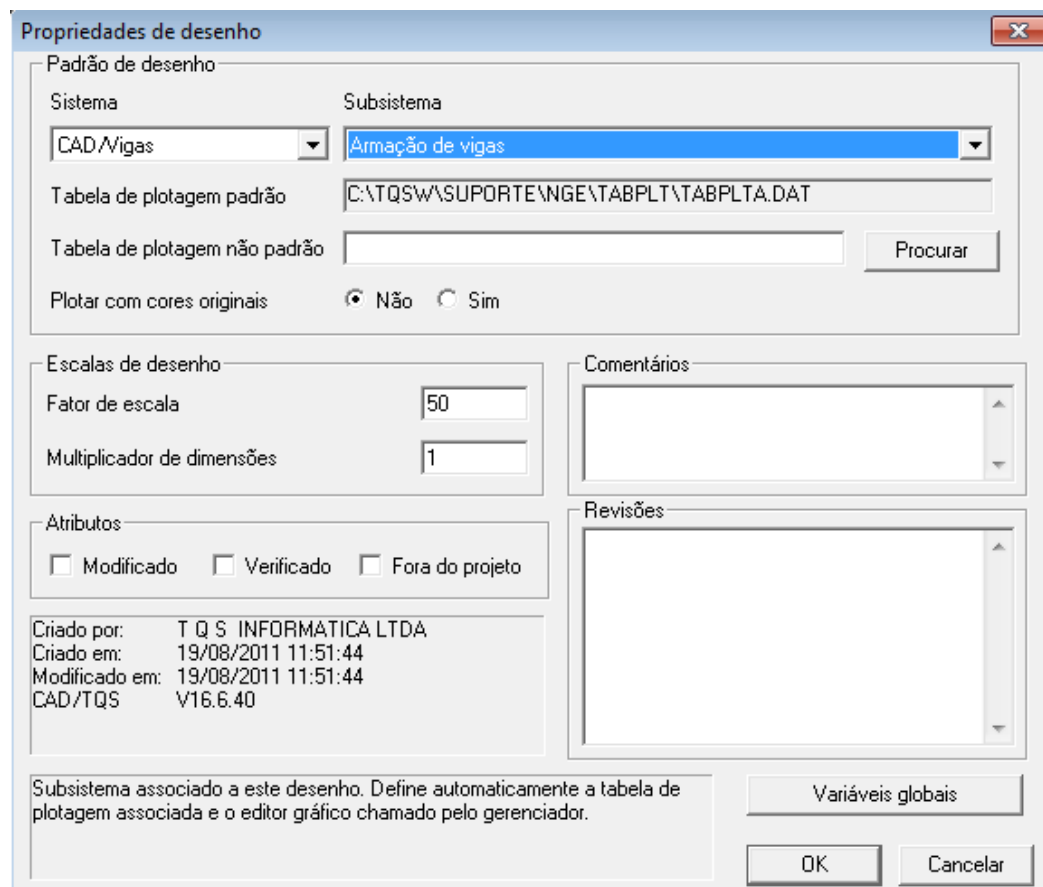 Propriedades de desenho
Padrão de desenho
Sistema
Subsistema
CAD/Vigas
Armação de vigas
Tabela de plotagem padrão
C:\TQSW\SUPORTE\NGE\TABPLT\TABPLTA.DAT
Tabela de plotagem não padrão
Procurar
Plotar com cores originais
Não
Sim
Escalas de desenho
Fator de escala
50
Multiplicador de dimensões
1
Comentários
Atributos
Modificado
Verificado
Fora do projeto
Revisões
Criado por: T Q S INFORMATICA LTDA
Criado em: 19/08/2011 11:51:44
Modificado em: 19/08/2011 11:51:44
CAD/TQS V16.6.40
Subsistema associado a este desenho. Define automaticamente a tabela de
plotagem associada e o editor gráfico chamado pelo gerenciador.
Variáveis globais
OK
Cancelar